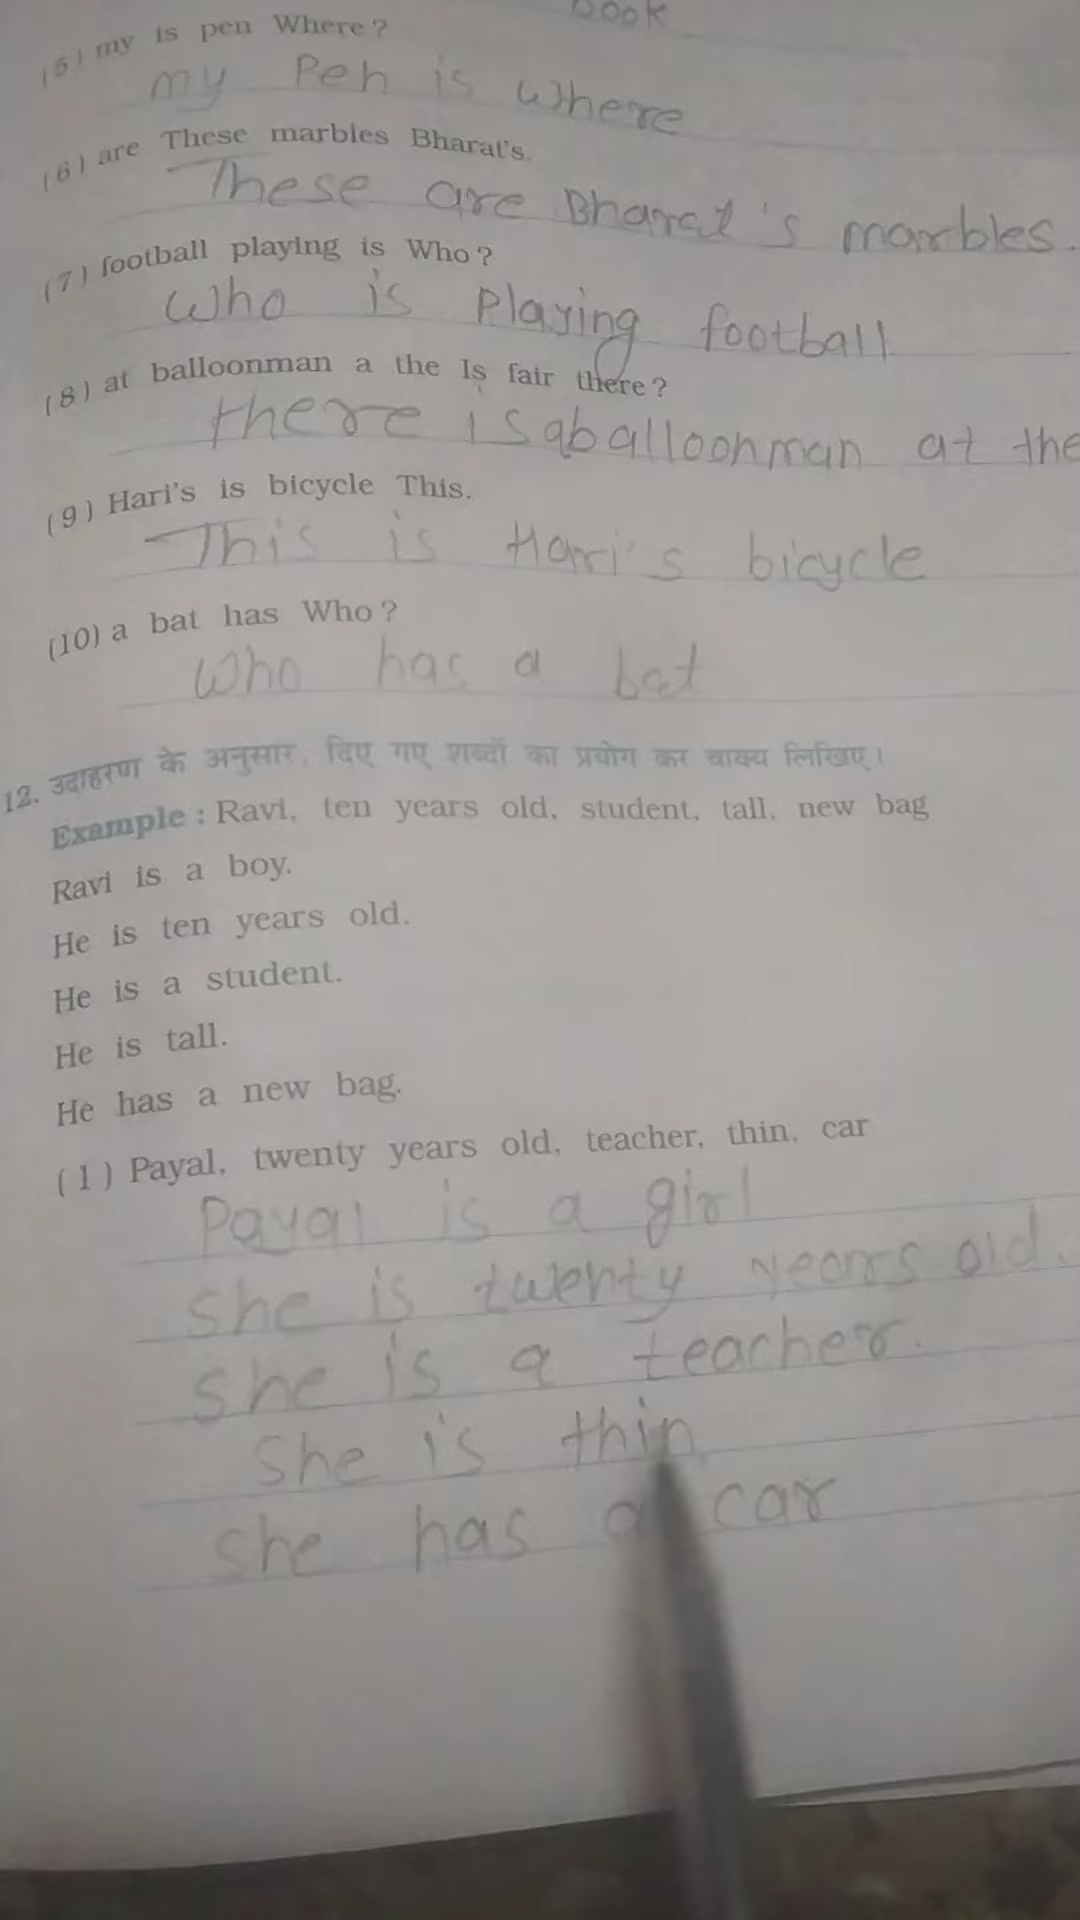 book
(5) my is pen Where?
my Pen is where
(6) are These marbles Bharat's.
These are Bharat's marbles.
(7) football playing is Who?
Who is Playing football
(8) at balloonman a the Is fair there?
there is a balloonman at the
(9) Hari's is bicycle This.
This is Hari's bicycle
(10) a bat has Who?
Who has a bat
12. उदाहरण के अनुसार, दिए गए शब्दों का प्रयोग कर वाक्य लिखिए।
Example : Ravi, ten years old, student, tall, new bag
Ravi is a boy.
He is ten years old.
He is a student.
He is tall.
He has a new bag.
(1) Payal, twenty years old, teacher, thin, car
Payal is a girl
she is twenty years old.
she is a teacher.
She is thin
she has a car